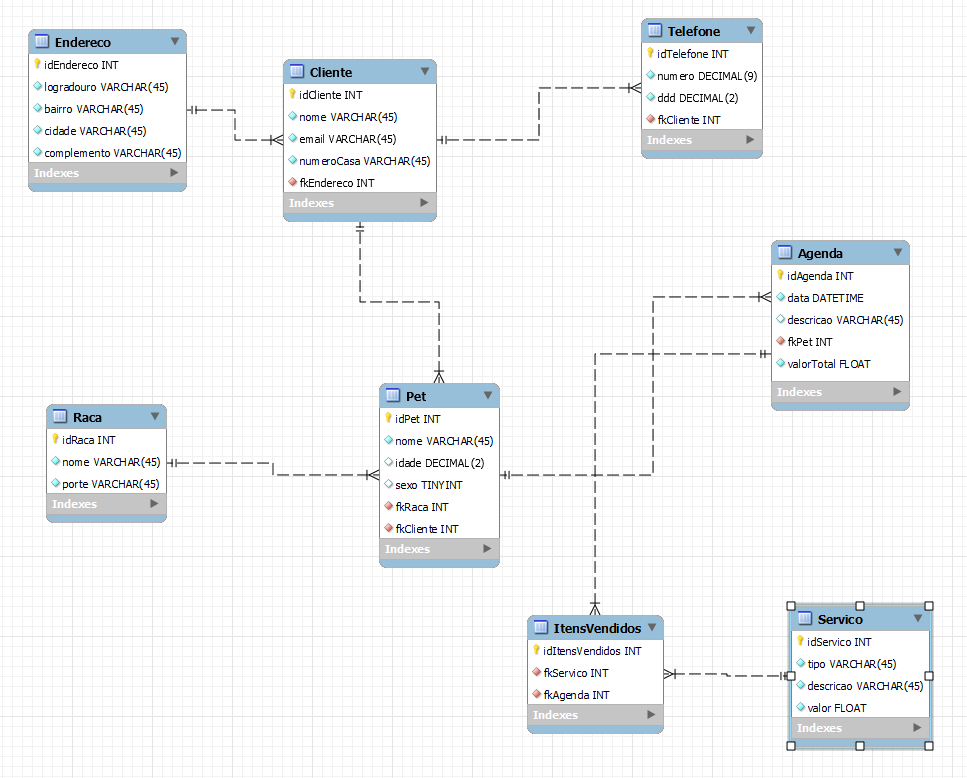 Endereco
idEndereco INT
logradouro VARCHAR(45)
bairro VARCHAR(45)
cidade VARCHAR(45)
complemento VARCHAR(45)
Indexes
Cliente
idCliente INT
nome VARCHAR(45)
email VARCHAR(45)
numeroCasa VARCHAR(45)
fkEndereco INT
Indexes
Telefone
idTelefone INT
numero DECIMAL(9)
ddd DECIMAL(2)
fkCliente INT
Indexes
Agenda
idAgenda INT
data DATETIME
descricao VARCHAR(45)
fkPet INT
valorTotal FLOAT
Indexes
Raca
idRaca INT
nome VARCHAR(45)
porte VARCHAR(45)
Indexes
Pet
idPet INT
nome VARCHAR(45)
idade DECIMAL(2)
sexo TINYINT
fkRaca INT
fkCliente INT
Indexes
ItensVendidos
idItensVendidos INT
fkServico INT
fkAgenda INT
Indexes
Servico
idServico INT
tipo VARCHAR(45)
descricao VARCHAR(45)
valor FLOAT
Indexes